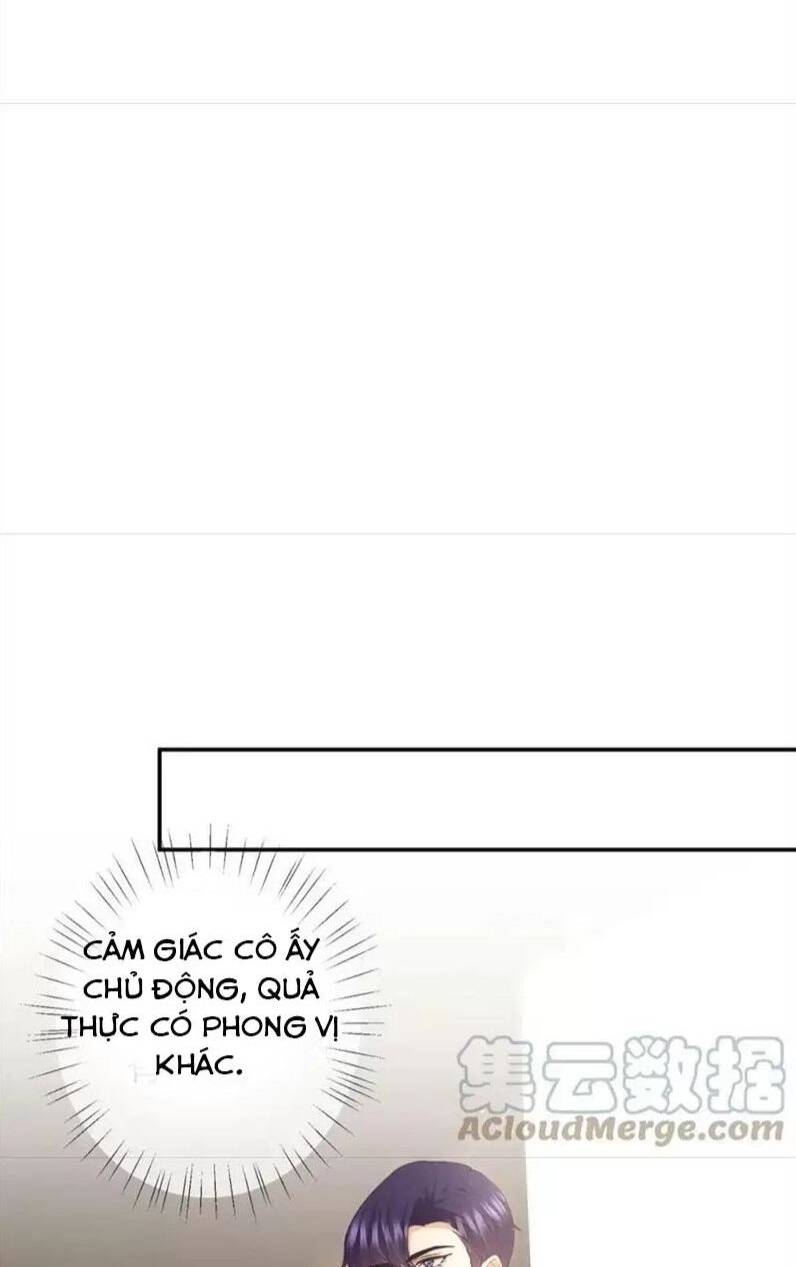 CẢM GIÁC CÔ ẤY
CHỦ ĐỘNG, QUẢ
THỰC CÓ PHONG VỊ
KHÁC.
集云数据
ACloudMerge.com